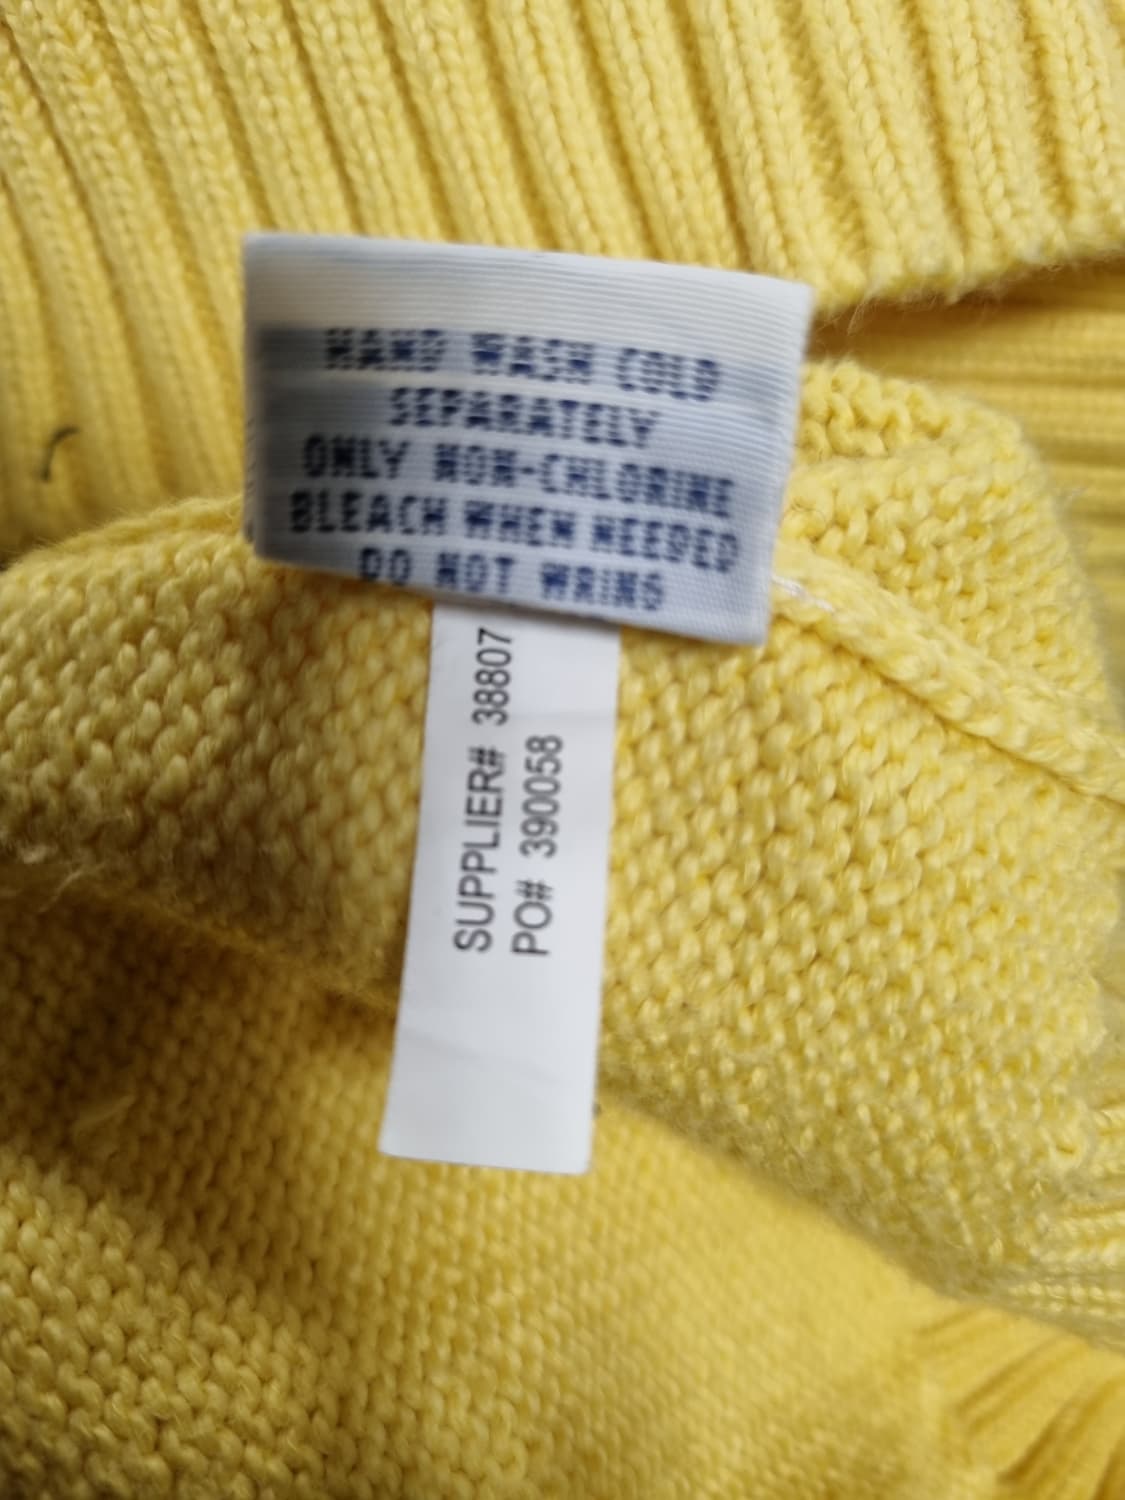 HAND WASH COLD
SEPARATELY
ONLY NON-CHLORINE
BLEACH WHEN NEEDED
DO NOT WRING
SUPPLIER# 38807
PO# 390058